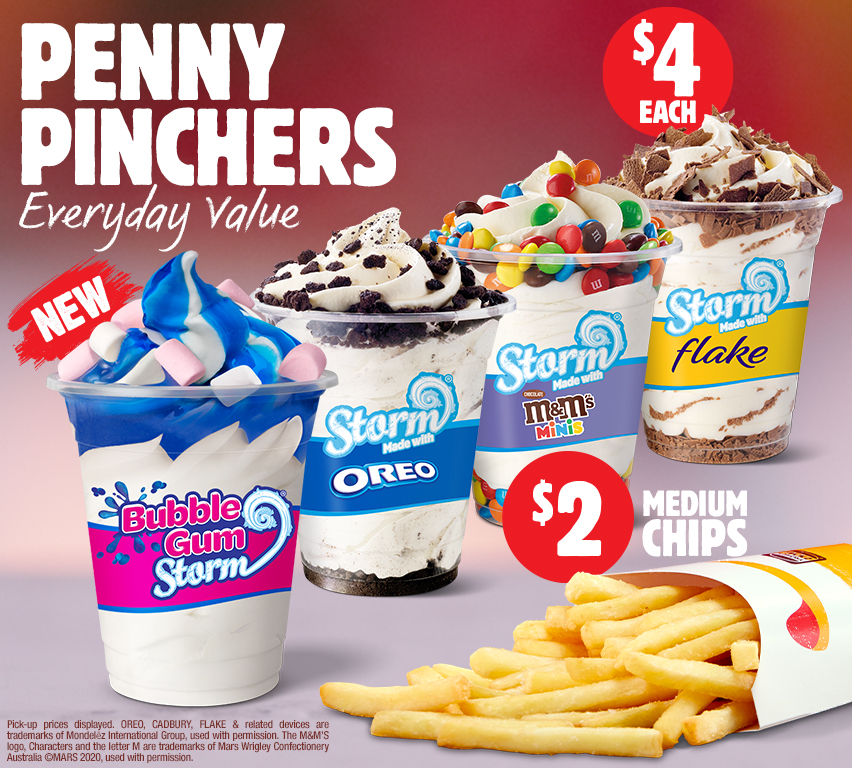 PENNY
PINCHERS
Everyday Value
$4
EACH
NEW
Bubble
Gum
Storm
Storm
Made with
OREO
Storm
Made with
CHOCOLATE
m&m's
MINIS
Storm
Made with
flake
$2
MEDIUM
CHIPS
Pick-up prices displayed. OREO, CADBURY, FLAKE & related devices are
trademarks of Mondelēz International Group, used with permission. The M&M'S
logo, Characters and the letter M are trademarks of Mars Wrigley Confectionery
Australia ©MARS 2020, used with permission.